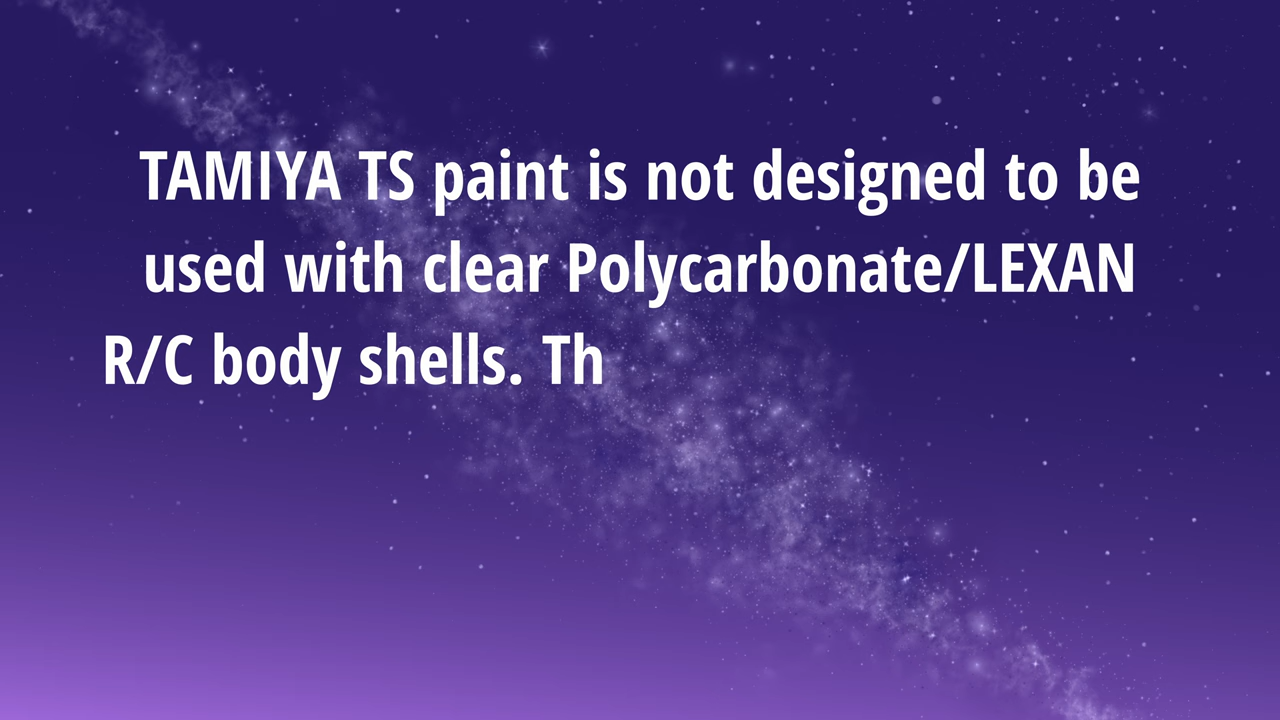 TAMIYA TS paint is not designed to be
used with clear Polycarbonate/LEXAN
R/C body shells. Th